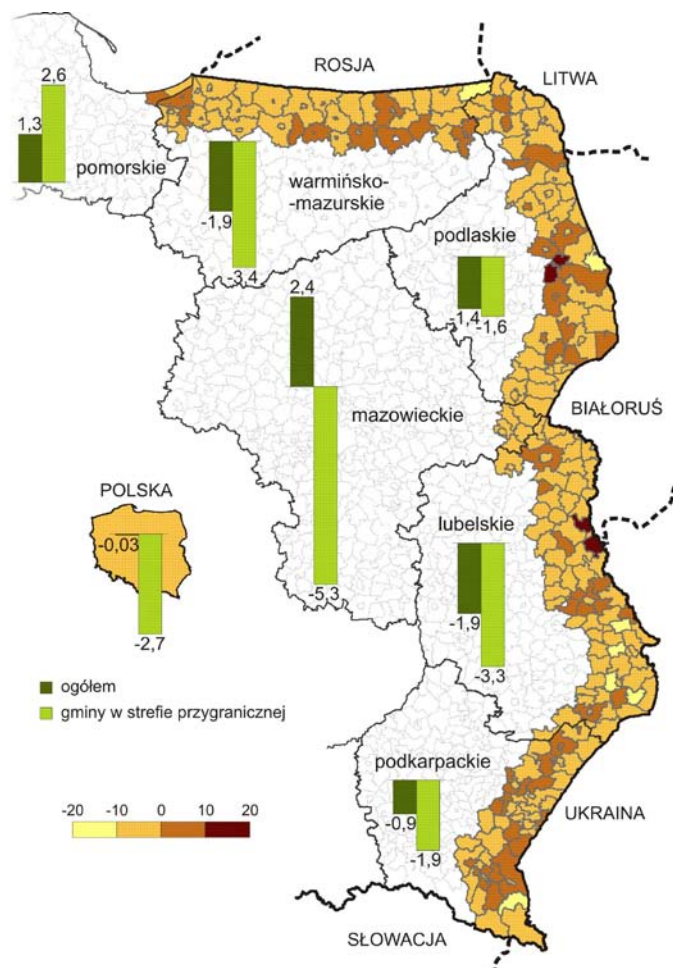 ROSJA
LITWA
2,6
1,3
pomorskie
warmińsko-
-mazurskie
-1,9
-3,4
podlaskie
-1,4
-1,6
2,4
mazowieckie
-5,3
BIAŁORUŚ
POLSKA
-0,03
-2,7
lubelskie
-1,9
-3,3
ogółem
gminy w strefie przygranicznej
podkarpackie
-0,9
-1,9
UKRAINA
-20 -10 0 10 20
SŁOWACJA